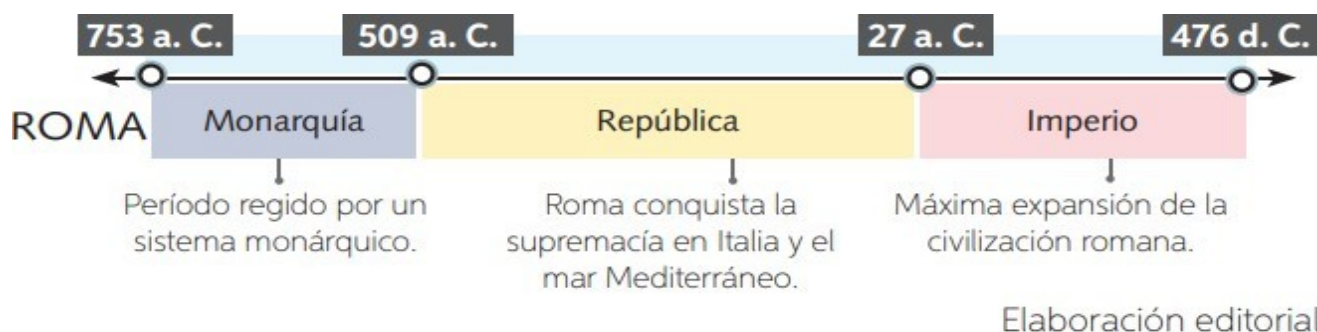 753 a. C.
509 a. C.
27 a. C.
476 d. C.
ROMA
Monarquía
República
Imperio
Período regido por un
sistema monárquico.
Roma conquista la
supremacía en Italia y el
mar Mediterráneo.
Máxima expansión de la
civilización romana.
Elaboración editorial